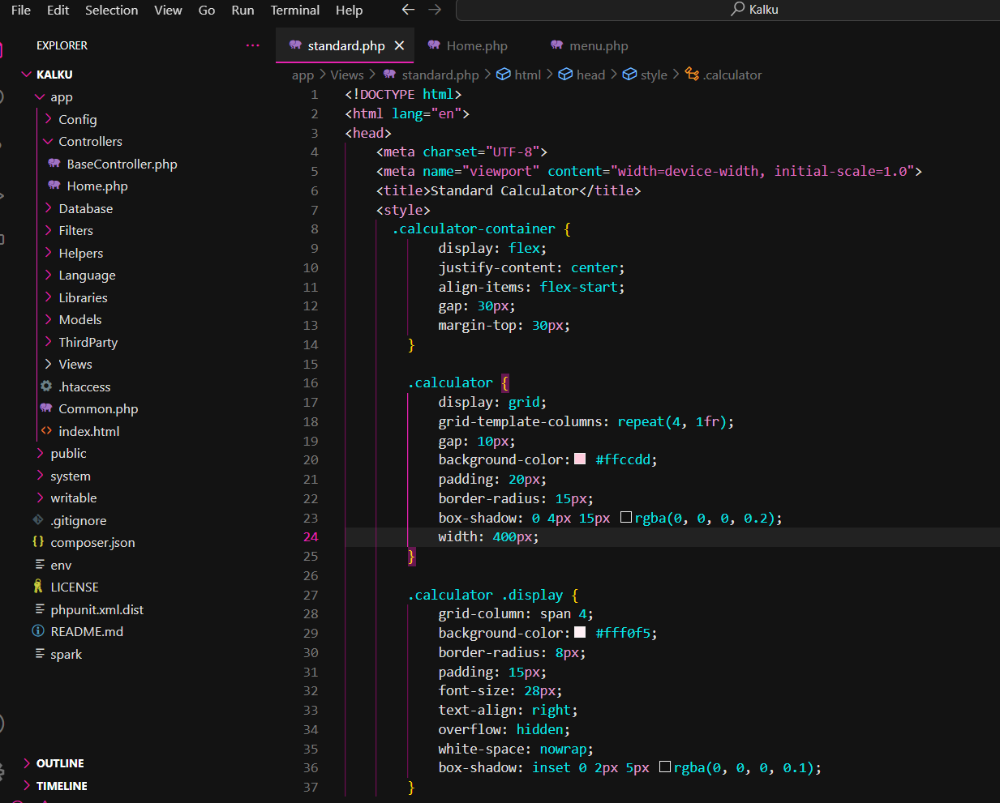 File Edit Selection View Go Run Terminal Help
Kalku
EXPLORER
KALKU
app
Config
Controllers
BaseController.php
Home.php
Database
Filters
Helpers
Language
Libraries
Models
ThirdParty
Views
.htaccess
Common.php
index.html
public
system
writable
.gitignore
composer.json
env
LICENSE
phpunit.xml.dist
README.md
spark
OUTLINE
TIMELINE
standard.php Home.php menu.php
app > Views > standard.php > html > head > style > .calculator
1 <!DOCTYPE html>
2 <html lang="en">
3 <head>
4 <meta charset="UTF-8">
5 <meta name="viewport" content="width=device-width, initial-scale=1.0">
6 <title>Standard Calculator</title>
7 <style>
8 .calculator-container {
9 display: flex;
10 justify-content: center;
11 align-items: flex-start;
12 gap: 30px;
13 margin-top: 30px;
14 }
15
16 .calculator {
17 display: grid;
18 grid-template-columns: repeat(4, 1fr);
19 gap: 10px;
20 background-color: #ffccdd;
21 padding: 20px;
22 border-radius: 15px;
23 box-shadow: 0 4px 15px rgba(0, 0, 0, 0.2);
24 width: 400px;
25 }
26
27 .calculator .display {
28 grid-column: span 4;
29 background-color: #fff0f5;
30 border-radius: 8px;
31 padding: 15px;
32 font-size: 28px;
33 text-align: right;
34 overflow: hidden;
35 white-space: nowrap;
36 box-shadow: inset 0 2px 5px rgba(0, 0, 0, 0.1);
37 }